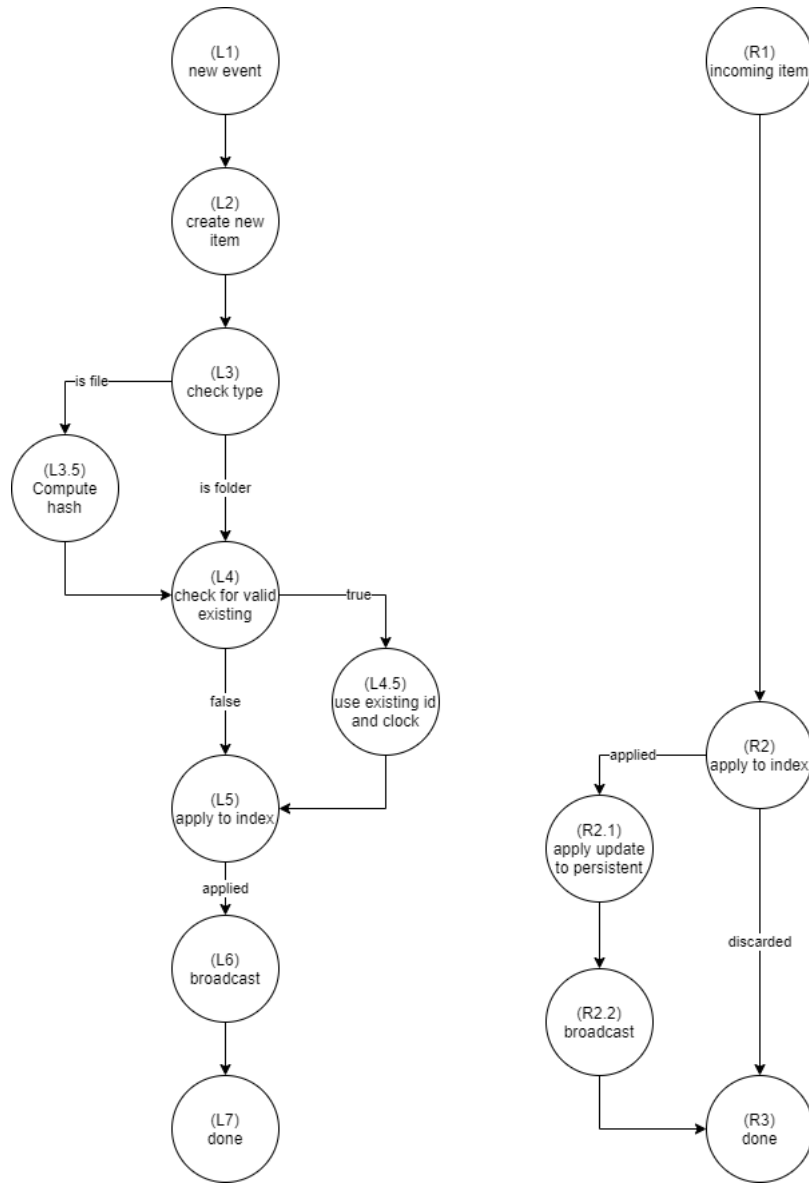 (L1)
new event
(L2)
create new
item
(L3)
check type
is file
(L3.5)
Compute
hash
is folder
(L4)
check for valid
existing
true
(L4.5)
use existing id
and clock
false
(L5)
apply to index
applied
(L6)
broadcast
(L7)
done
(R1)
incoming item
(R2)
apply to index
applied
(R2.1)
apply update
to persistent
discarded
(R2.2)
broadcast
(R3)
done